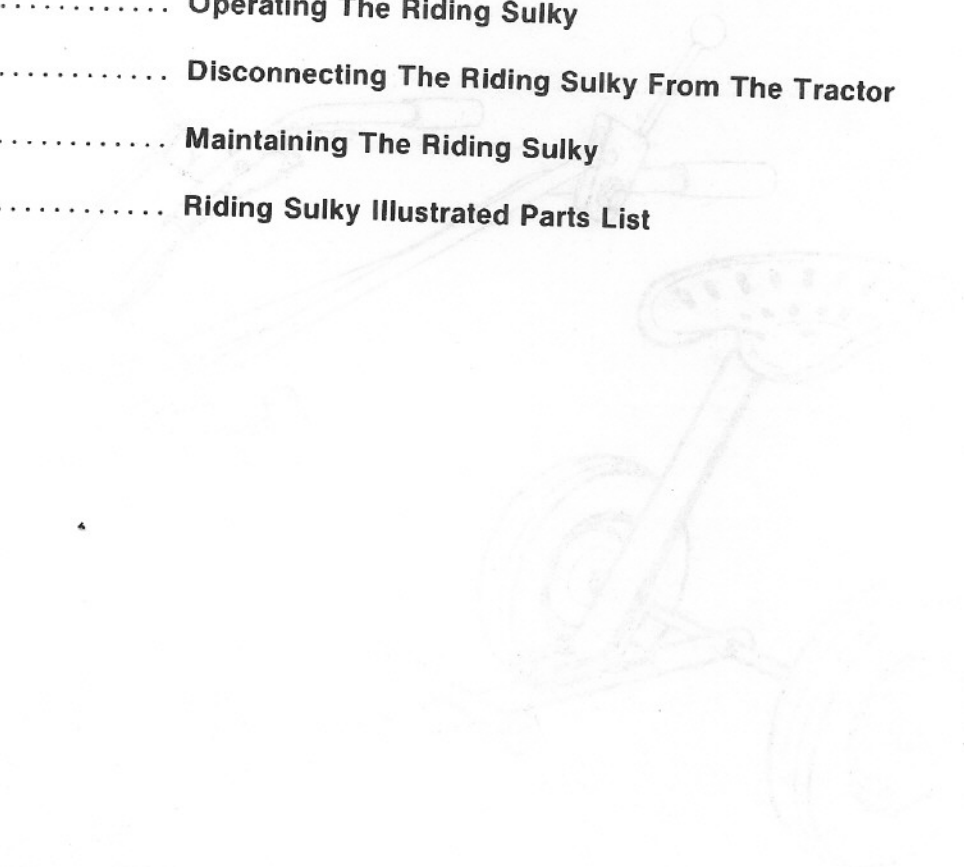 ............ Operating The Riding Sulky
............ Disconnecting The Riding Sulky From The Tractor
............ Maintaining The Riding Sulky
............ Riding Sulky Illustrated Parts List